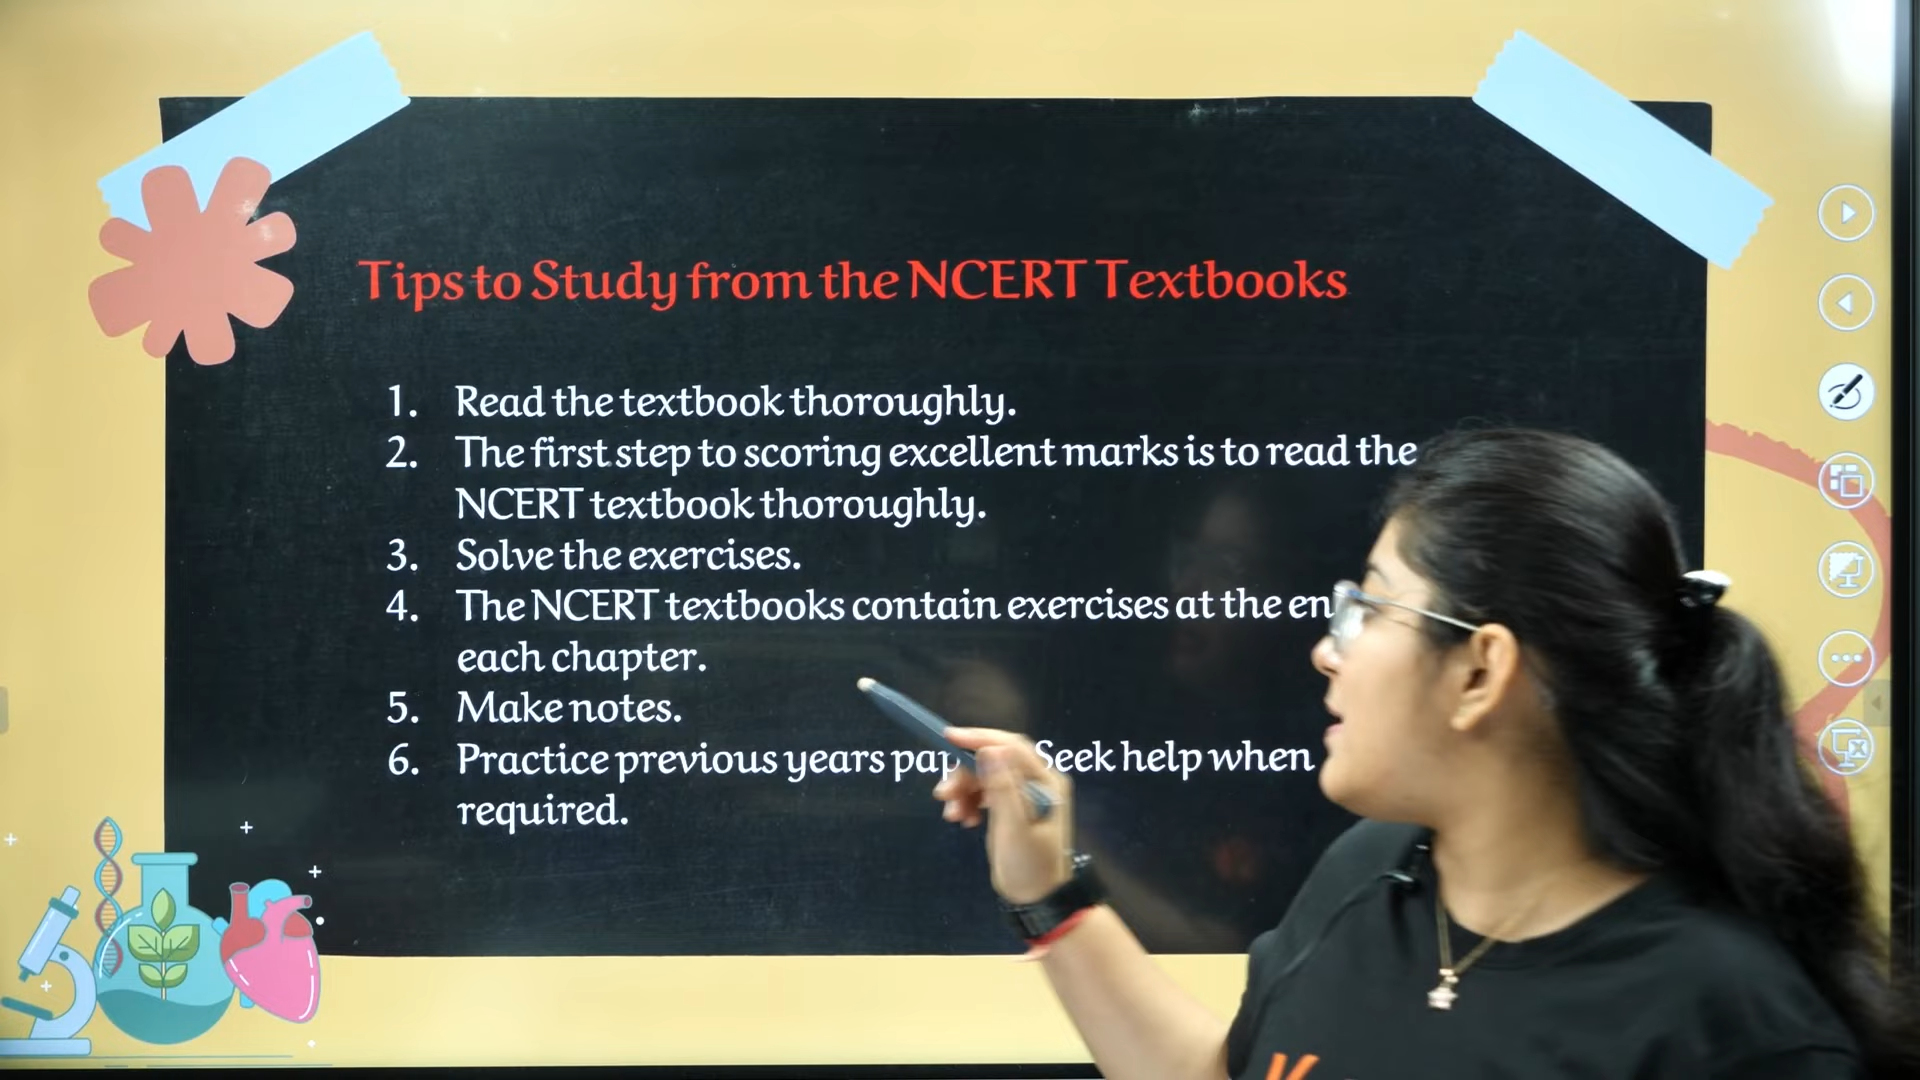 Tips to Study from the NCERT Textbooks
1. Read the textbook thoroughly.
2. The first step to scoring excellent marks is to read the
NCERT textbook thoroughly.
3. Solve the exercises.
4. The NCERT textbooks contain exercises at the
each chapter.
5. Make notes.
6. Practice previous years Seek help when
required.